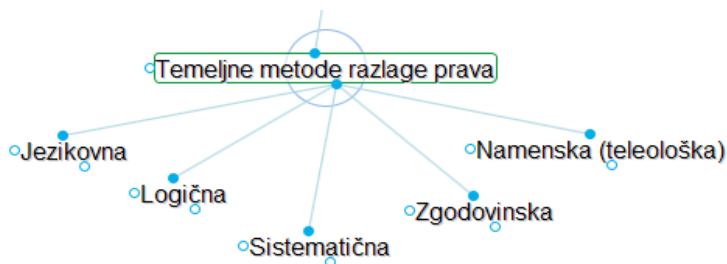 Temeljne metode razlage prava
Jezikovna
Logična
Sistematična
Zgodovinska
Namenska (teleološka)